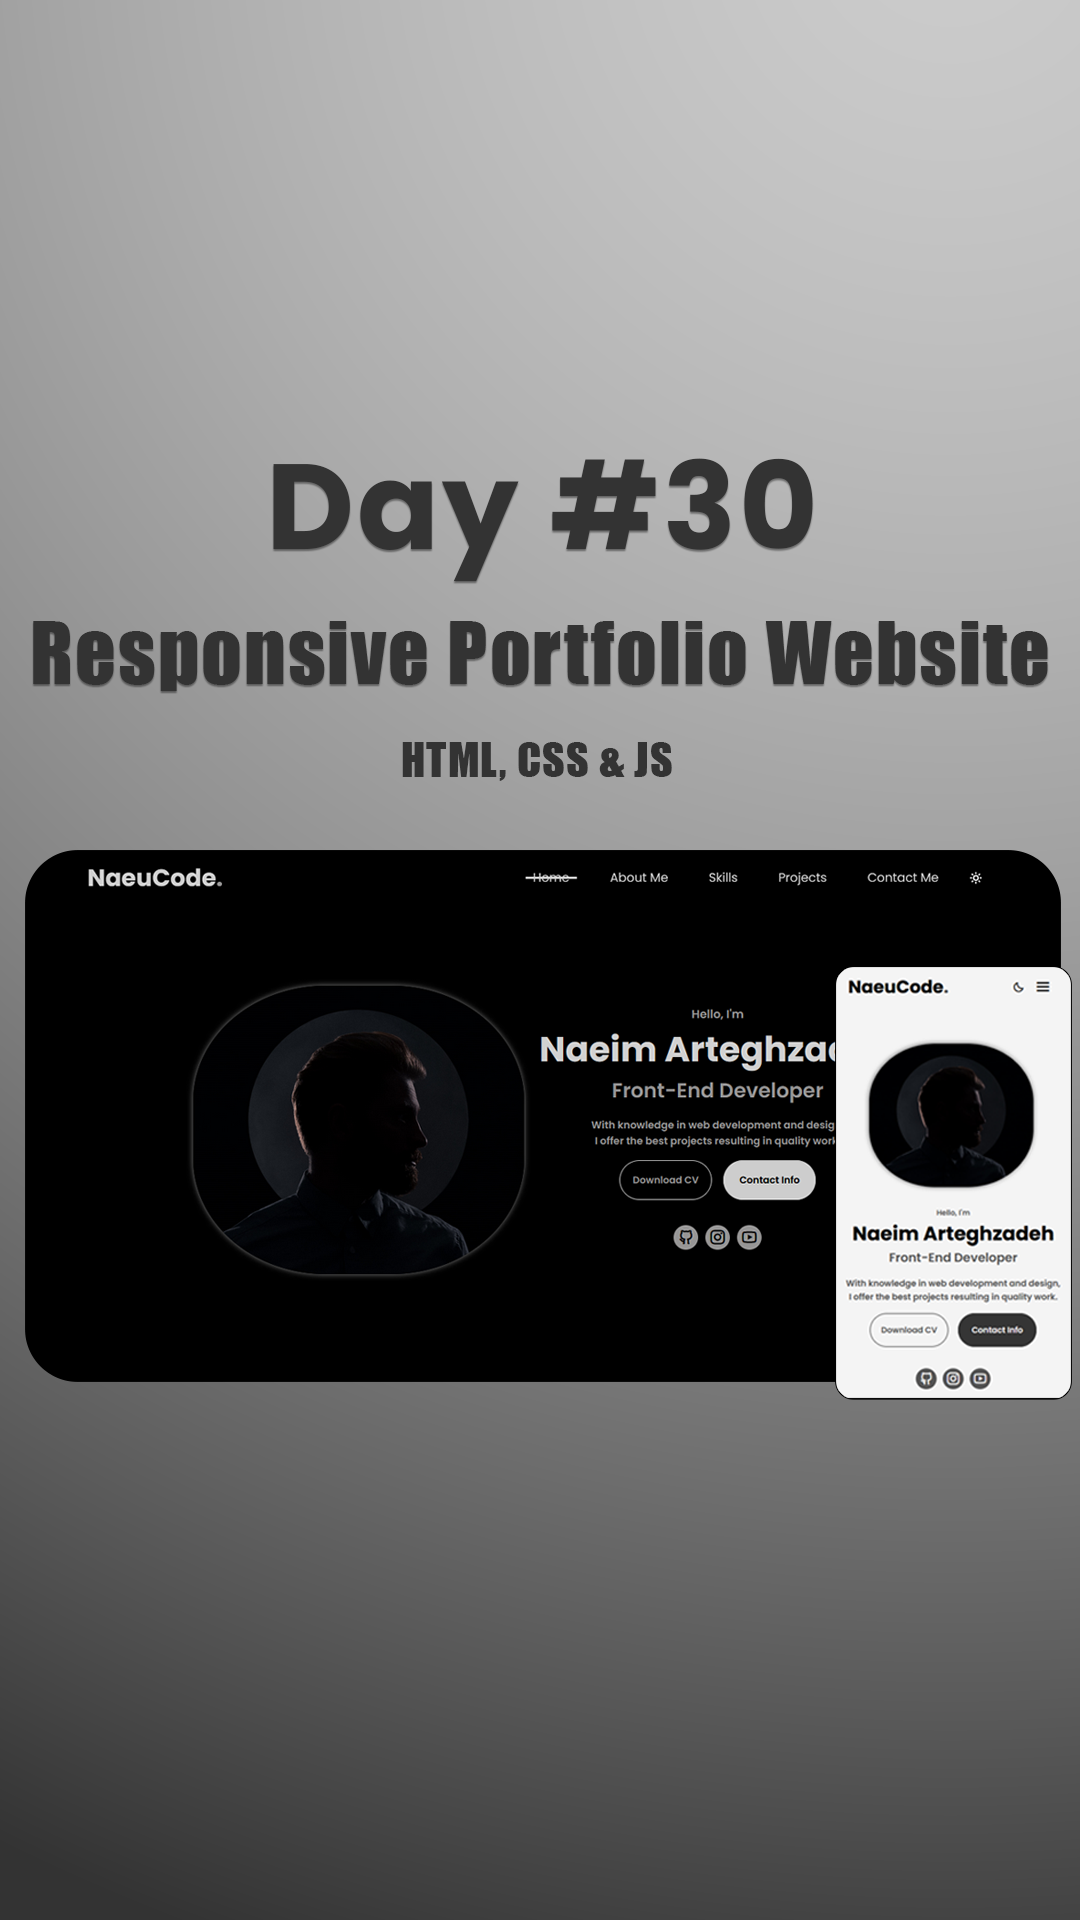 Day #30
Responsive Portfolio Website
HTML, CSS & JS
NaeuCode.
Home About Me Skills Projects Contact Me
Hello, I'm
Naeim Arteghzad
Front-End Developer
With knowledge in web development and desig
I offer the best projects resulting in quality work
Download CV Contact Info
NaeuCode.
Hello, I'm
Naeim Arteghzadeh
Front-End Developer
With knowledge in web development and design,
I offer the best projects resulting in quality work.
Download CV Contact Info